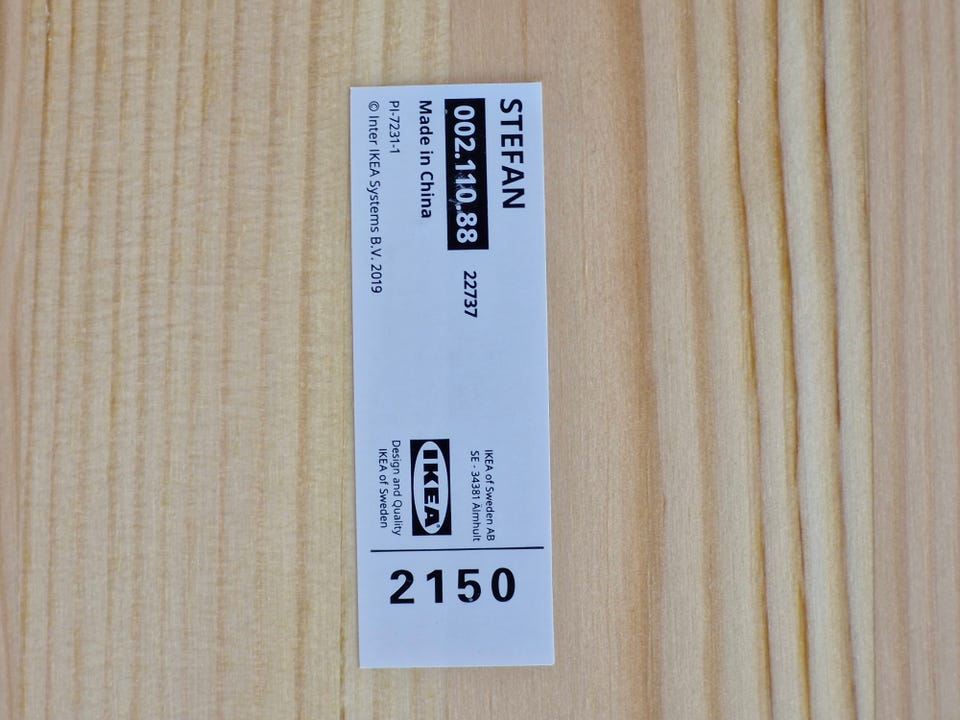 STEFAN
002.110.88 22737
Made in China
PI-7231-1
© Inter IKEA Systems B.V. 2019
IKEA of Sweden AB
SE - 34381 Älmhult
IKEA®
Design and Quality
IKEA of Sweden
2150